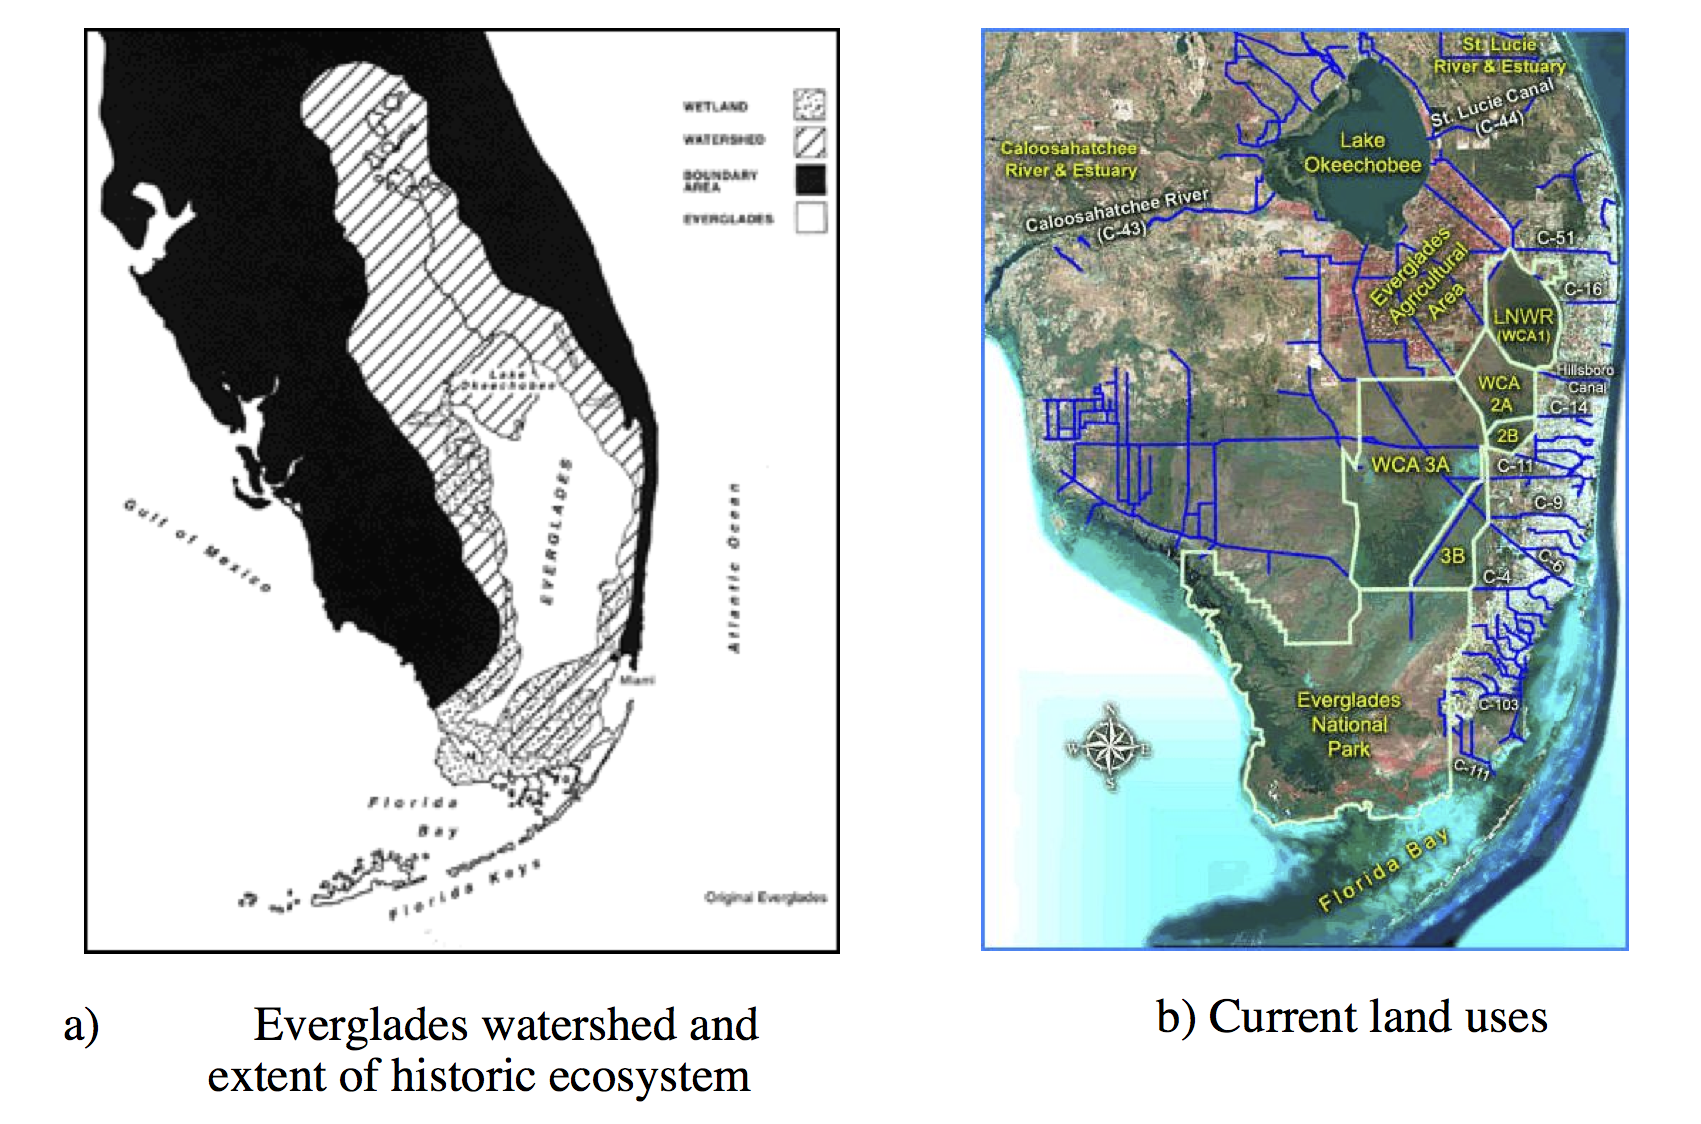 WETLAND
WATERSHED
BOUNDARY
AREA
EVERGLADES
Lake
Okeechobee
EVERGLADES
Gulf of Mexico
Atlantic Ocean
Miami
Florida
Bay
Florida Keys
Original Everglades
a) Everglades watershed and
extent of historic ecosystem
St. Lucie
River & Estuary
St. Lucie Canal
(C-44)
Lake
Okeechobee
Caloosahatchee
River & Estuary
Caloosahatchee River
(C-43)
C-51
Everglades
Agricultural
Area
C-16
LNWR
(WCA1)
Hillsboro
Canal
WCA
2A
C-14
2B
WCA 3A
C-11
C-9
3B
C-6
C-4
Everglades
National
Park
C-103
C-111
N
W
E
S
Florida Bay
b) Current land uses